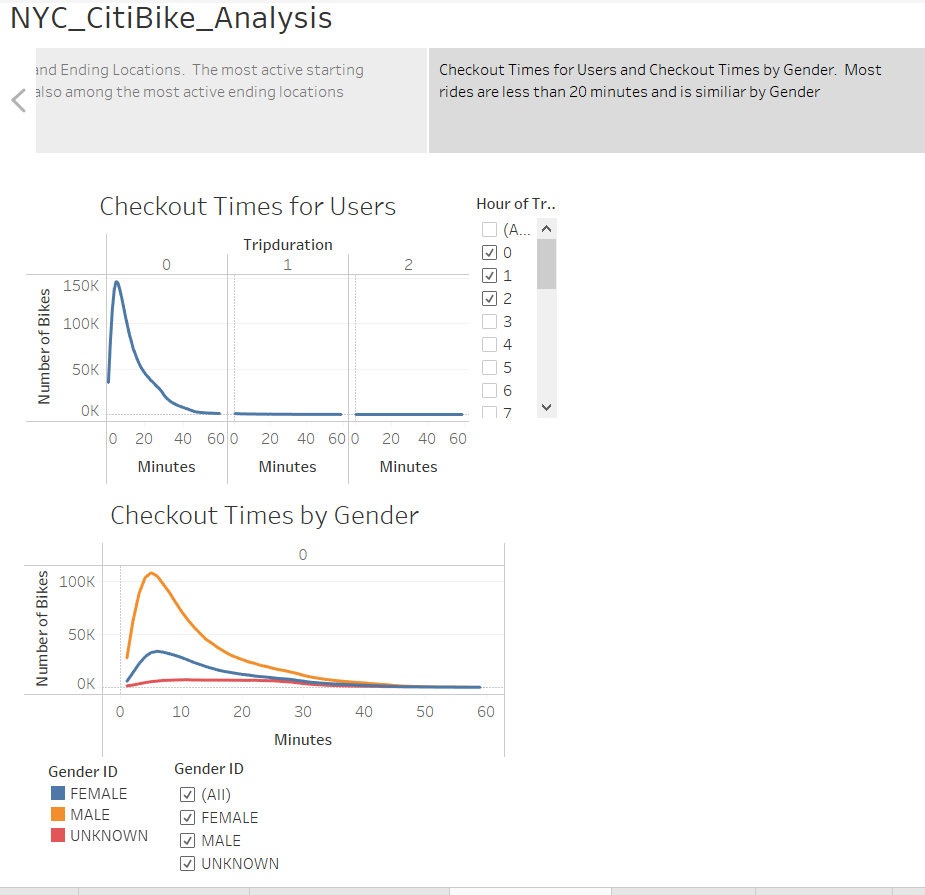 NYC_CitiBike_Analysis
and Ending Locations.  The most active starting
also among the most active ending locations
Checkout Times for Users and Checkout Times by Gender.  Most
rides are less than 20 minutes and is similiar by Gender
Checkout Times for Users
Tripduration
0 1 2
150K
100K
50K
0K
Number of Bikes
0 20 40 60 0 20 40 60 0 20 40 60
Minutes Minutes Minutes
Hour of Tr..
(A...
0
1
2
3
4
5
6
7
Checkout Times by Gender
0
100K
50K
0K
Number of Bikes
0 10 20 30 40 50 60
Minutes
Gender ID
FEMALE
MALE
UNKNOWN
Gender ID
(All)
FEMALE
MALE
UNKNOWN